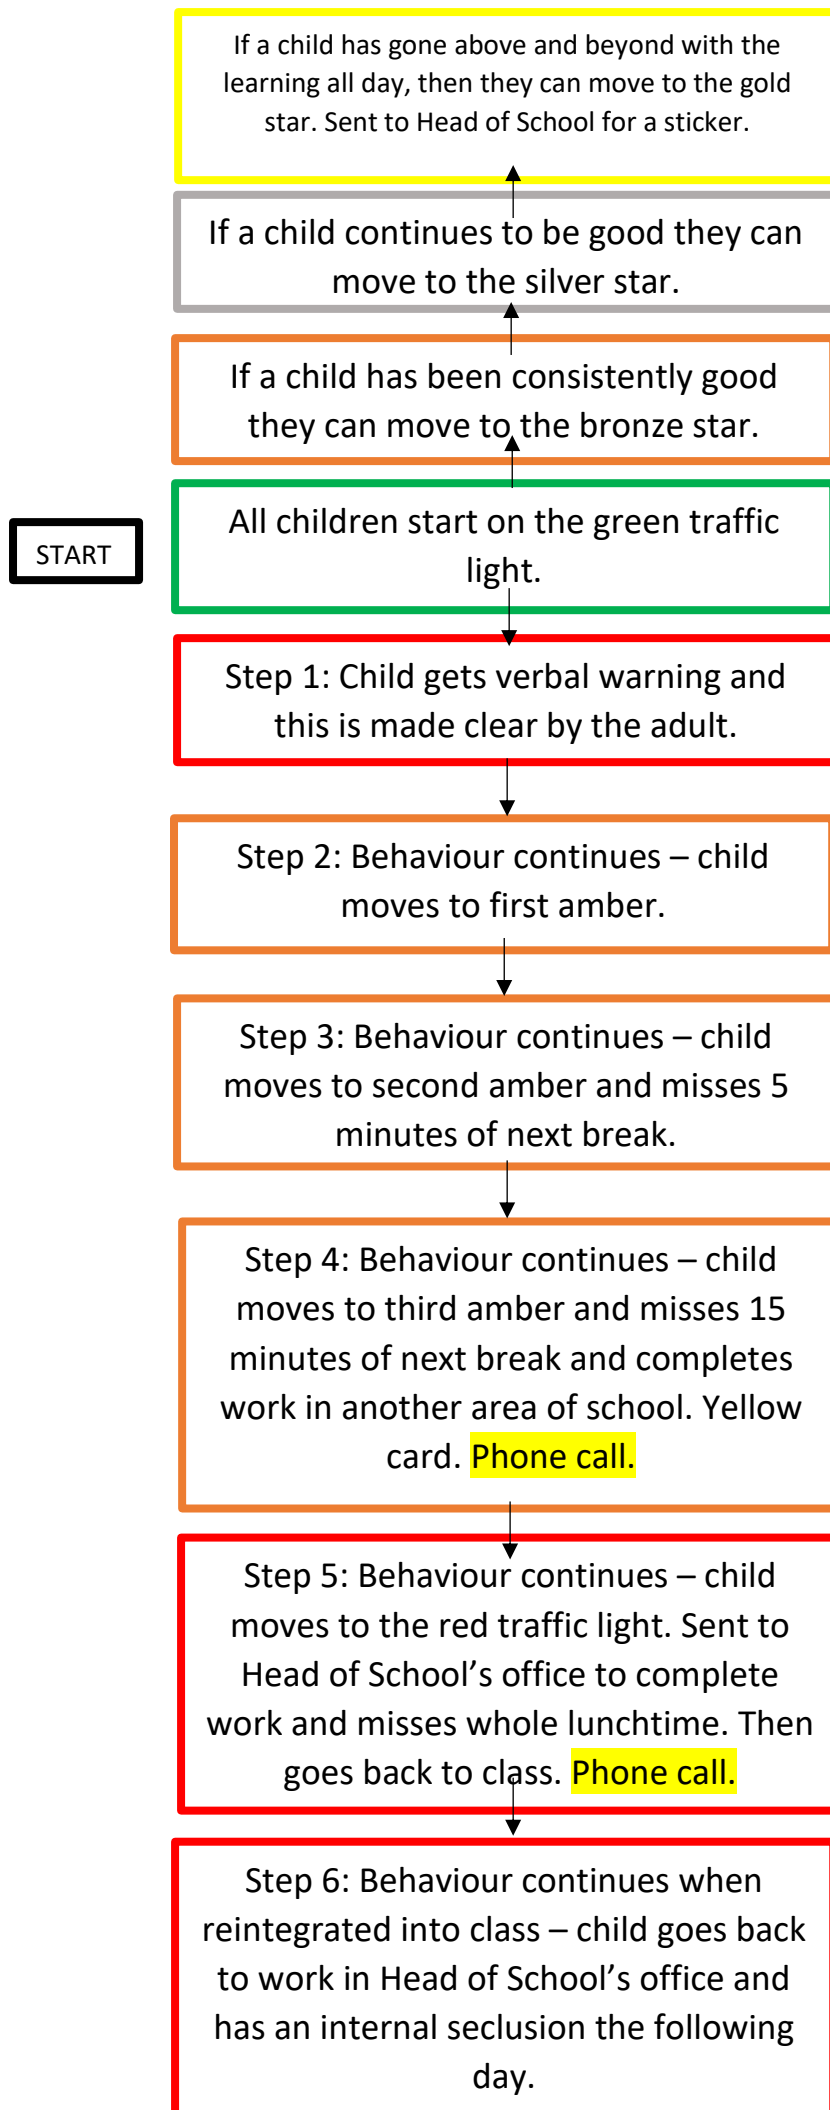 If a child has gone above and beyond with the
learning all day, then they can move to the gold
star. Sent to Head of School for a sticker.
If a child continues to be good they can
move to the silver star.
If a child has been consistently good
they can move to the bronze star.
START
All children start on the green traffic
light.
Step 1: Child gets verbal warning and
this is made clear by the adult.
Step 2: Behaviour continues – child
moves to first amber.
Step 3: Behaviour continues – child
moves to second amber and misses 5
minutes of next break.
Step 4: Behaviour continues – child
moves to third amber and misses 15
minutes of next break and completes
work in another area of school. Yellow
card. Phone call.
Step 5: Behaviour continues – child
moves to the red traffic light. Sent to
Head of School’s office to complete
work and misses whole lunchtime. Then
goes back to class. Phone call.
Step 6: Behaviour continues when
reintegrated into class – child goes back
to work in Head of School’s office and
has an internal seclusion the following
day.